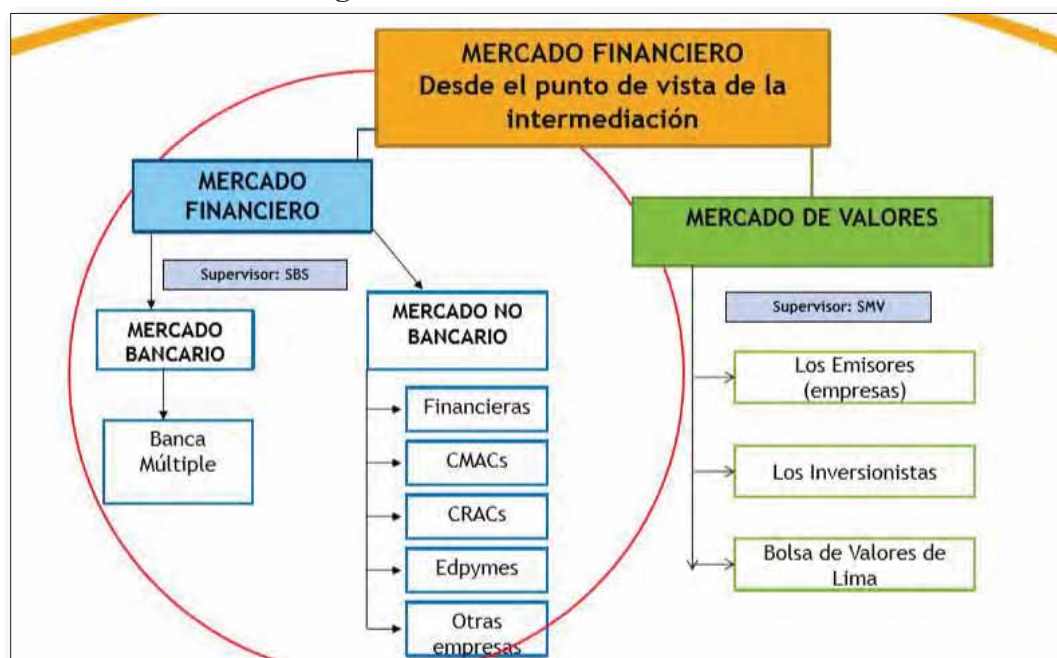 MERCADO FINANCIERO
Desde el punto de vista de la
intermediación
MERCADO
FINANCIERO
MERCADO DE VALORES
Supervisor: SBS
Supervisor: SMV
MERCADO
BANCARIO
MERCADO NO
BANCARIO
Banca
Múltiple
Financieras
CMACs
CRACs
Edpymes
Otras
empresas
Los Emisores
(empresas)
Los Inversionistas
Bolsa de Valores de
Lima